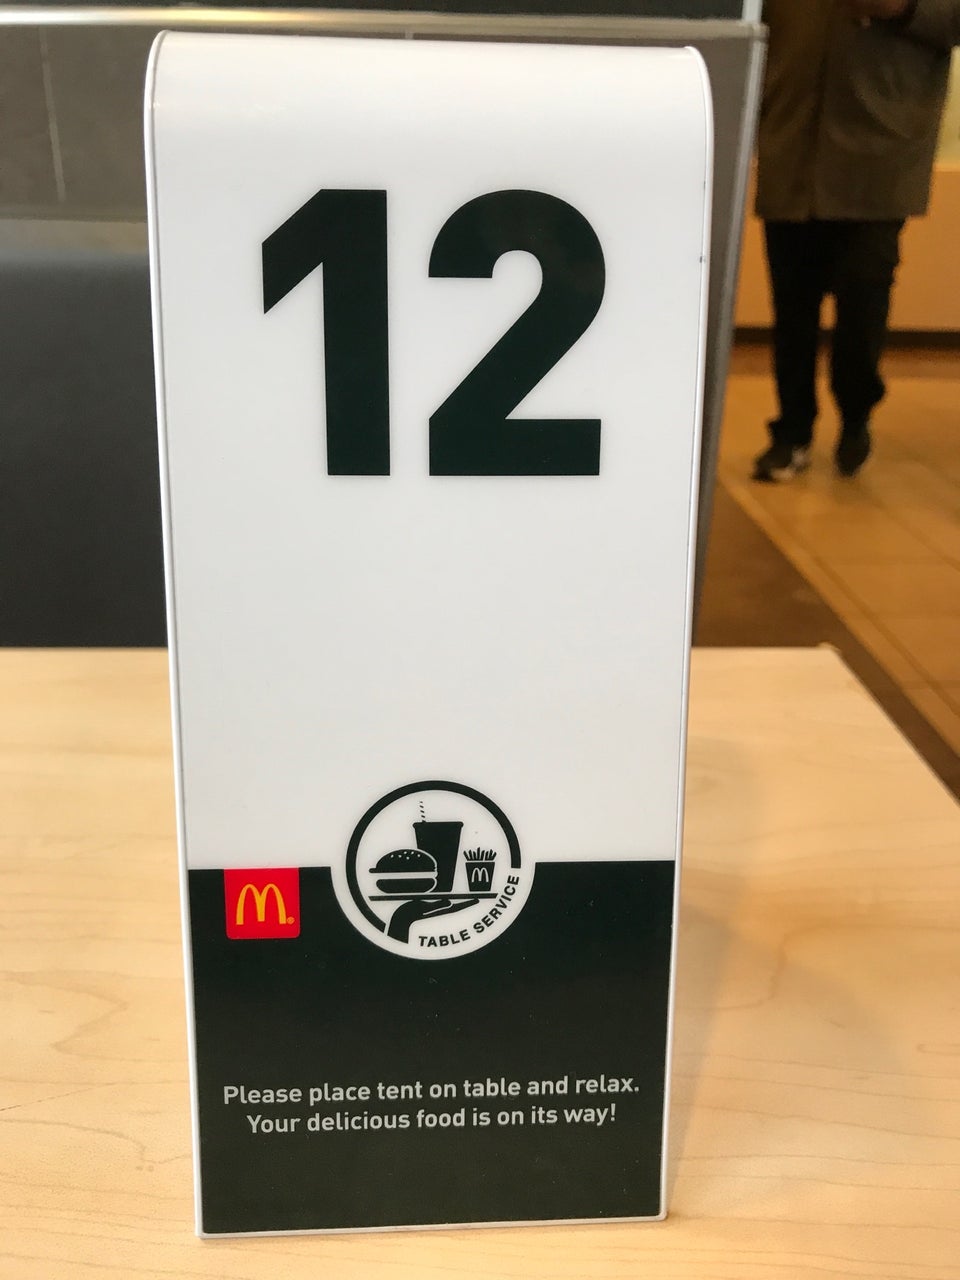 12
TABLE SERVICE
Please place tent on table and relax.
Your delicious food is on its way!